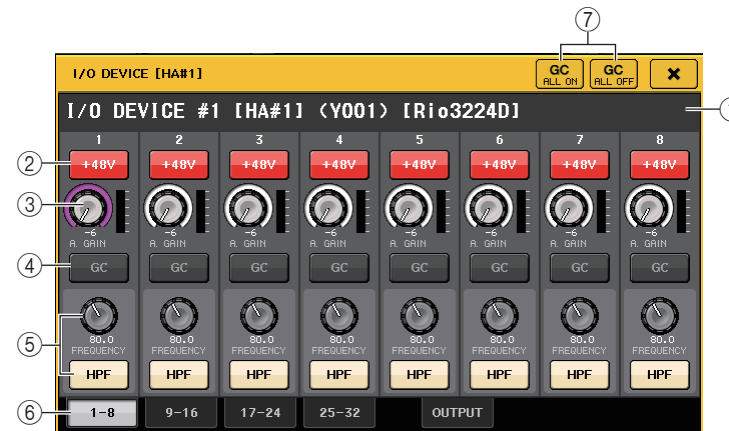 ⑦
I/O DEVICE [HA#1] GC ALL ON GC ALL OFF ×
I/O DEVICE #1 [HA#1] (Y001) [Rio3224D]
1 2 3 4 5 6 7 8
② +48V +48V +48V +48V +48V +48V +48V +48V
③
-6 -6 -6 -6 -6 -6 -6 -6
A. GAIN A. GAIN A. GAIN A. GAIN A. GAIN A. GAIN A. GAIN A. GAIN
④ GC GC GC GC GC GC GC GC
⑤
80.0 80.0 80.0 80.0 80.0 80.0 80.0 80.0
FREQUENCY FREQUENCY FREQUENCY FREQUENCY FREQUENCY FREQUENCY FREQUENCY FREQUENCY
HPF HPF HPF HPF HPF HPF HPF HPF
⑥ 1-8 9-16 17-24 25-32 OUTPUT